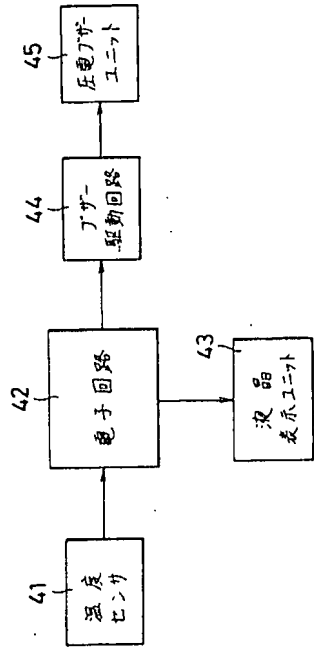 41
温度
センサ
42
電子回路
43
液晶
表示ユニット
44
ブザー
駆動回路
45
圧電ブザー
ユニット